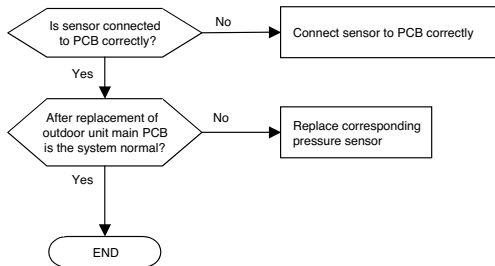 Is sensor connected
to PCB correctly?
No
Connect sensor to PCB correctly
Yes
After replacement of
outdoor unit main PCB
is the system normal?
No
Replace corresponding
pressure sensor
Yes
END